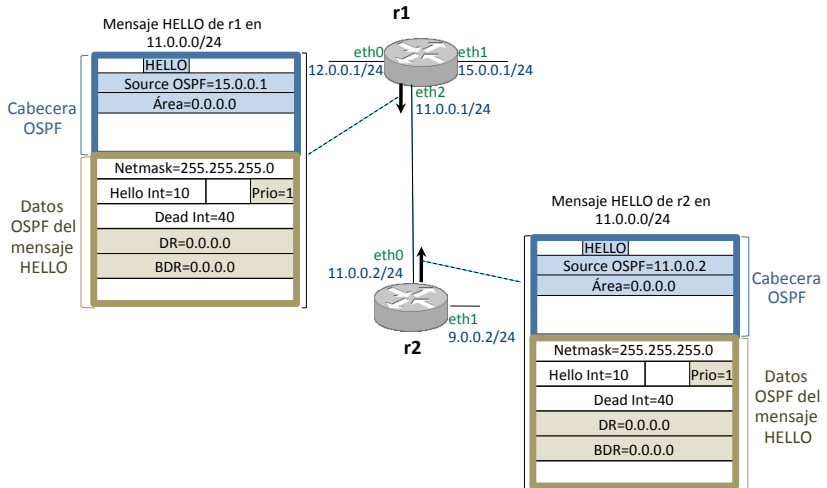 r1
Mensaje HELLO de r1 en
11.0.0.0/24
HELLO
Source OSPF=15.0.0.1
Área=0.0.0.0
Cabecera
OSPF
Netmask=255.255.255.0
Hello Int=10 Prio=1
Dead Int=40
DR=0.0.0.0
BDR=0.0.0.0
Datos
OSPF del
mensaje
HELLO
eth0 eth1
12.0.0.1/24 15.0.0.1/24
eth2
11.0.0.1/24
eth0
11.0.0.2/24
eth1
9.0.0.2/24
r2
Mensaje HELLO de r2 en
11.0.0.0/24
HELLO
Source OSPF=11.0.0.2
Área=0.0.0.0
Cabecera
OSPF
Netmask=255.255.255.0
Hello Int=10 Prio=1
Dead Int=40
DR=0.0.0.0
BDR=0.0.0.0
Datos
OSPF del
mensaje
HELLO